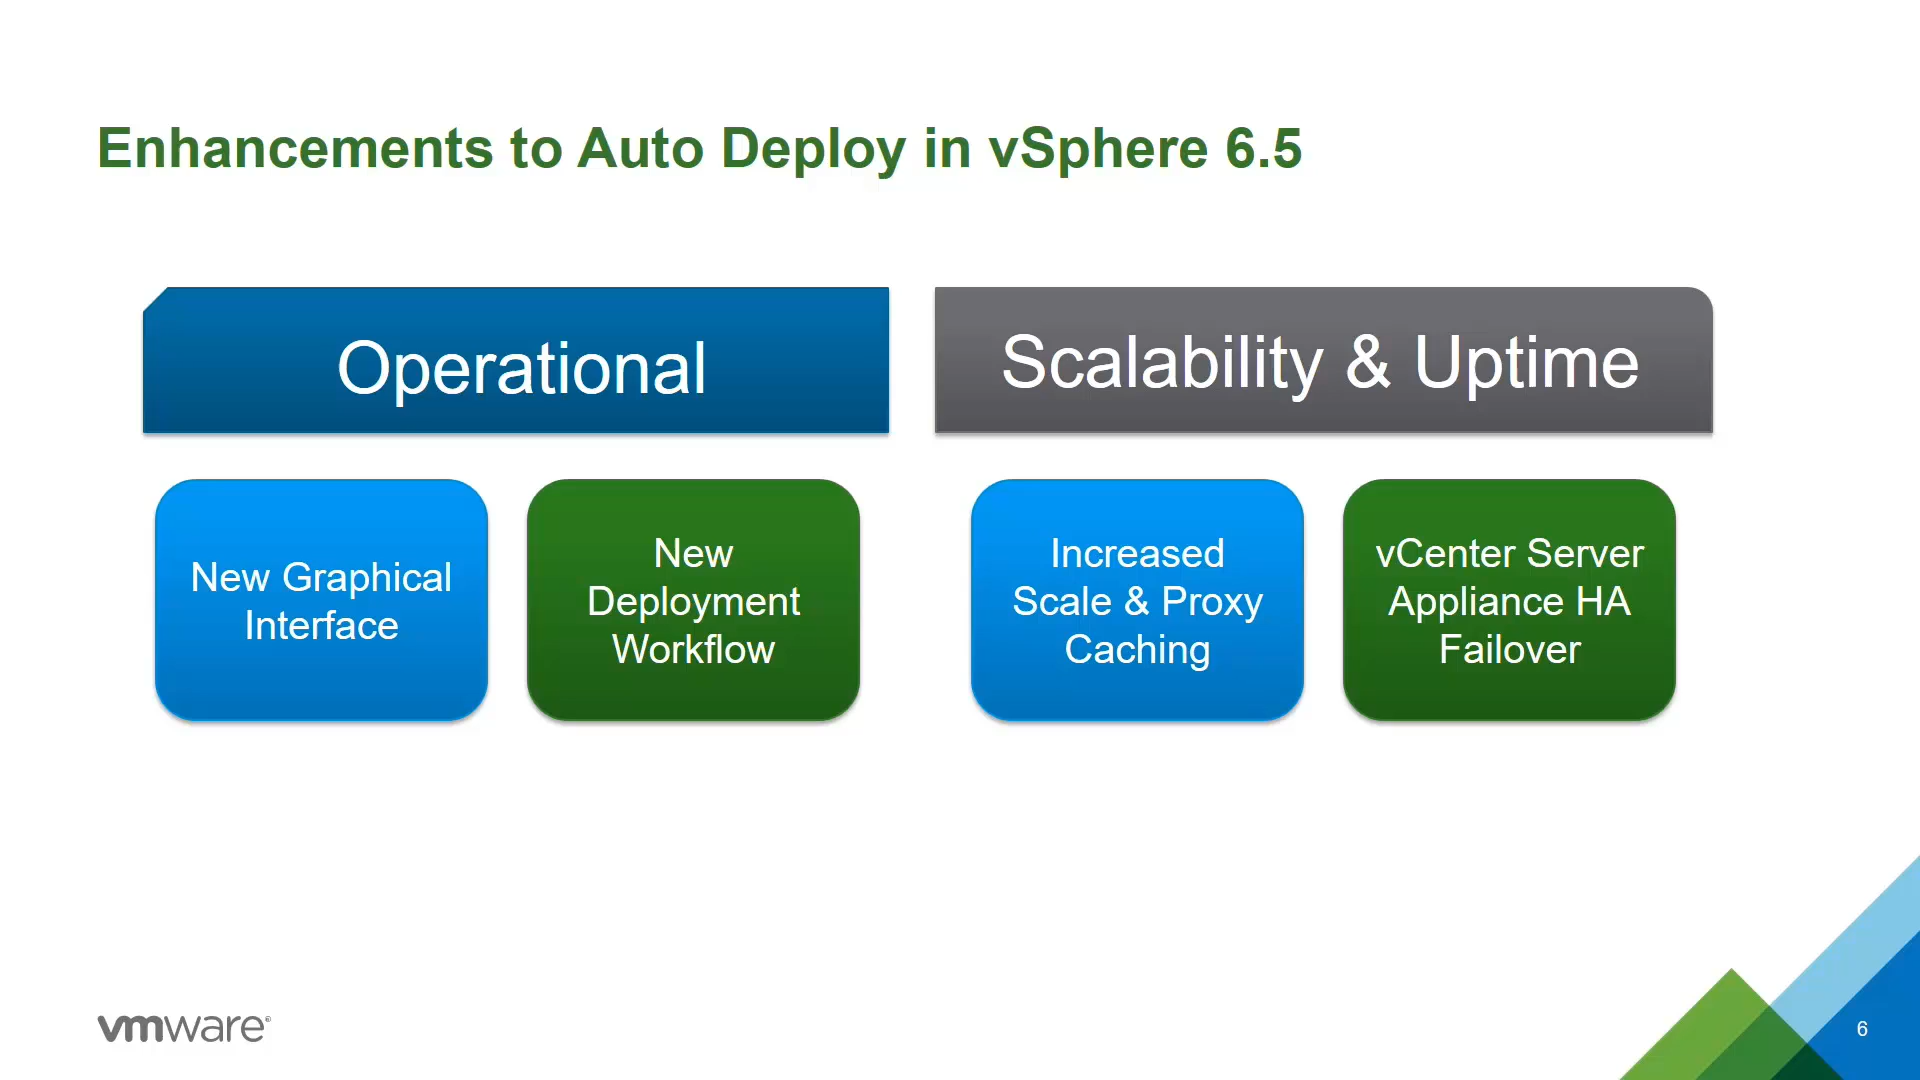 Enhancements to Auto Deploy in vSphere 6.5
Operational
Scalability & Uptime
New Graphical
Interface
New
Deployment
Workflow
Increased
Scale & Proxy
Caching
vCenter Server
Appliance HA
Failover
vmware®
6